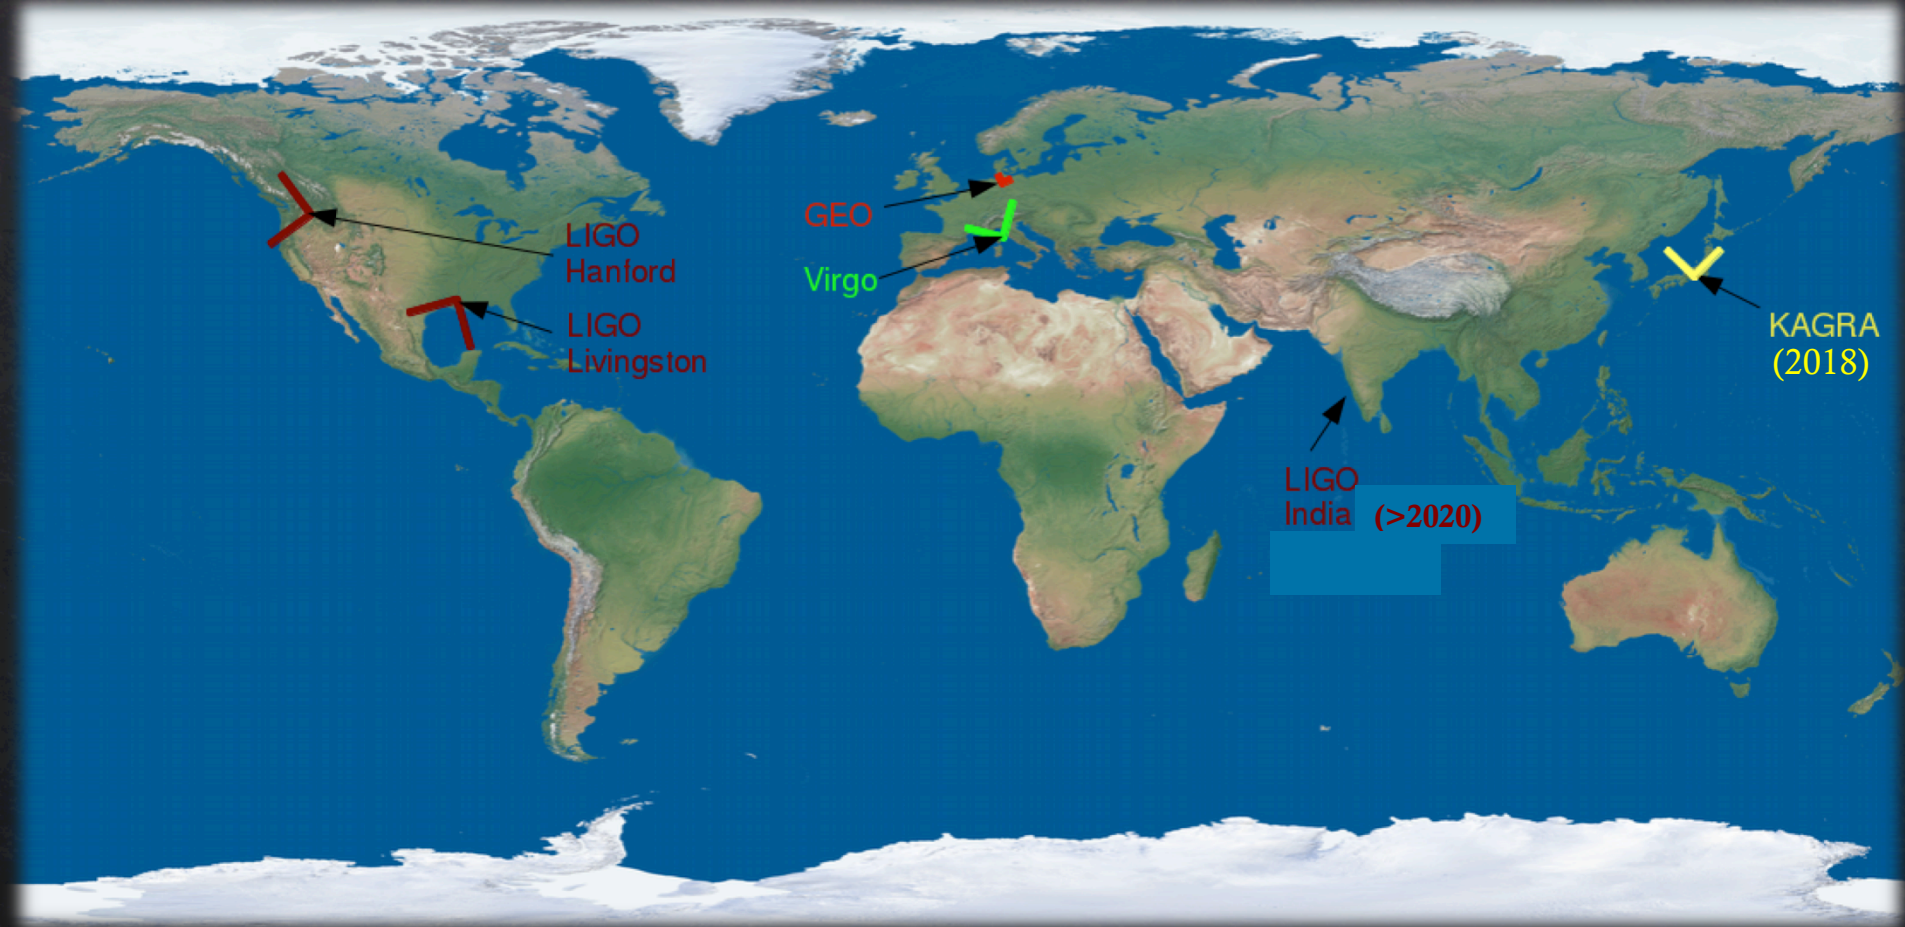 LIGO
Hanford
LIGO
Livingston
GEO
Virgo
KAGRA
(2018)
LIGO
India (>2020)